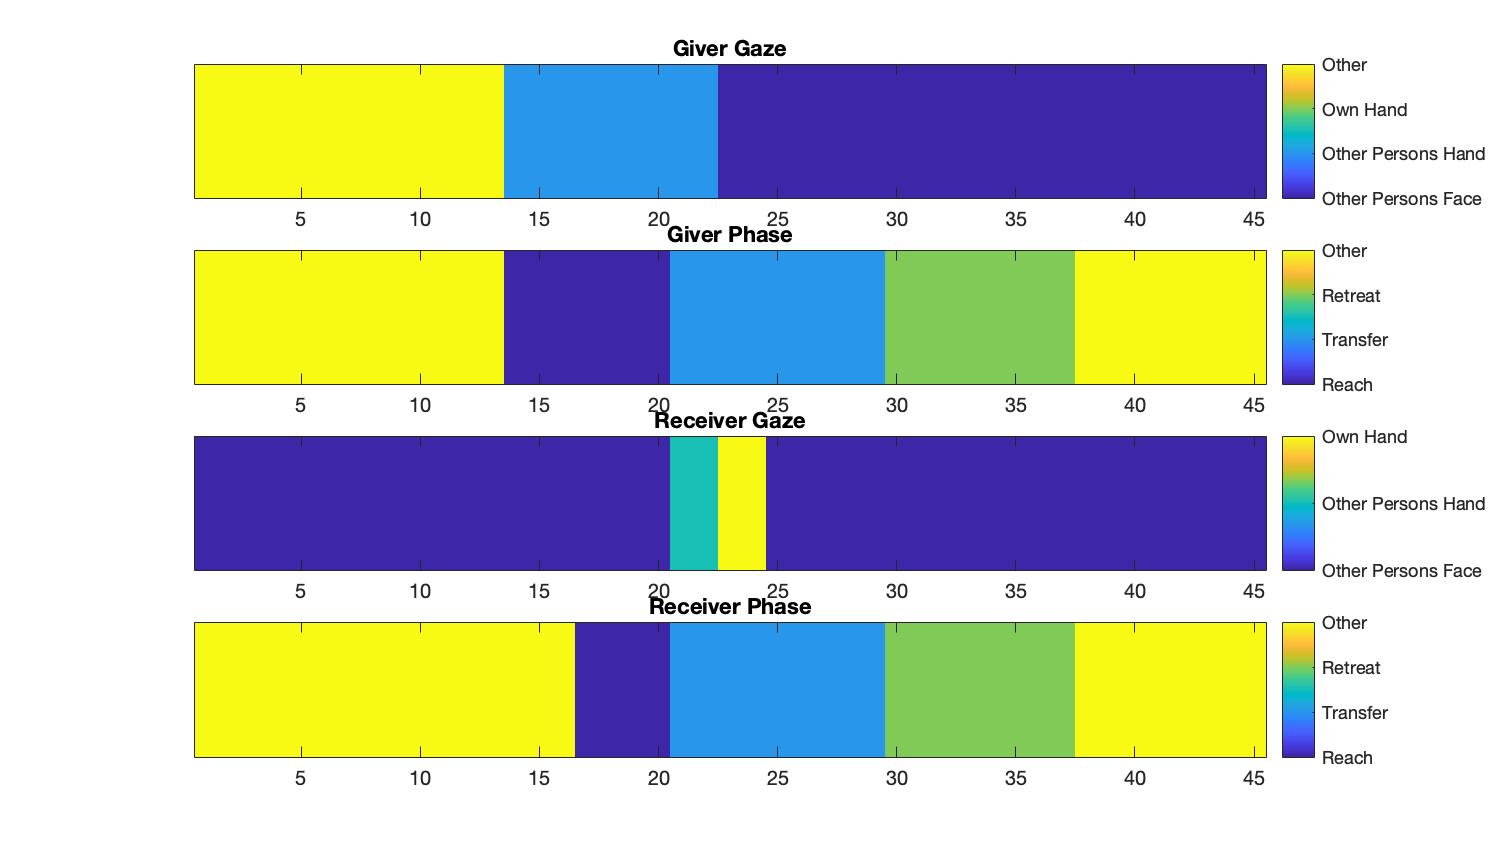 Giver Gaze
Other
Own Hand
Other Persons Hand
Other Persons Face
5 10 15 20 25 30 35 40 45
Giver Phase
Other
Retreat
Transfer
Reach
5 10 15 20 25 30 35 40 45
Receiver Gaze
Own Hand
Other Persons Hand
Other Persons Face
5 10 15 20 25 30 35 40 45
Receiver Phase
Other
Retreat
Transfer
Reach
5 10 15 20 25 30 35 40 45